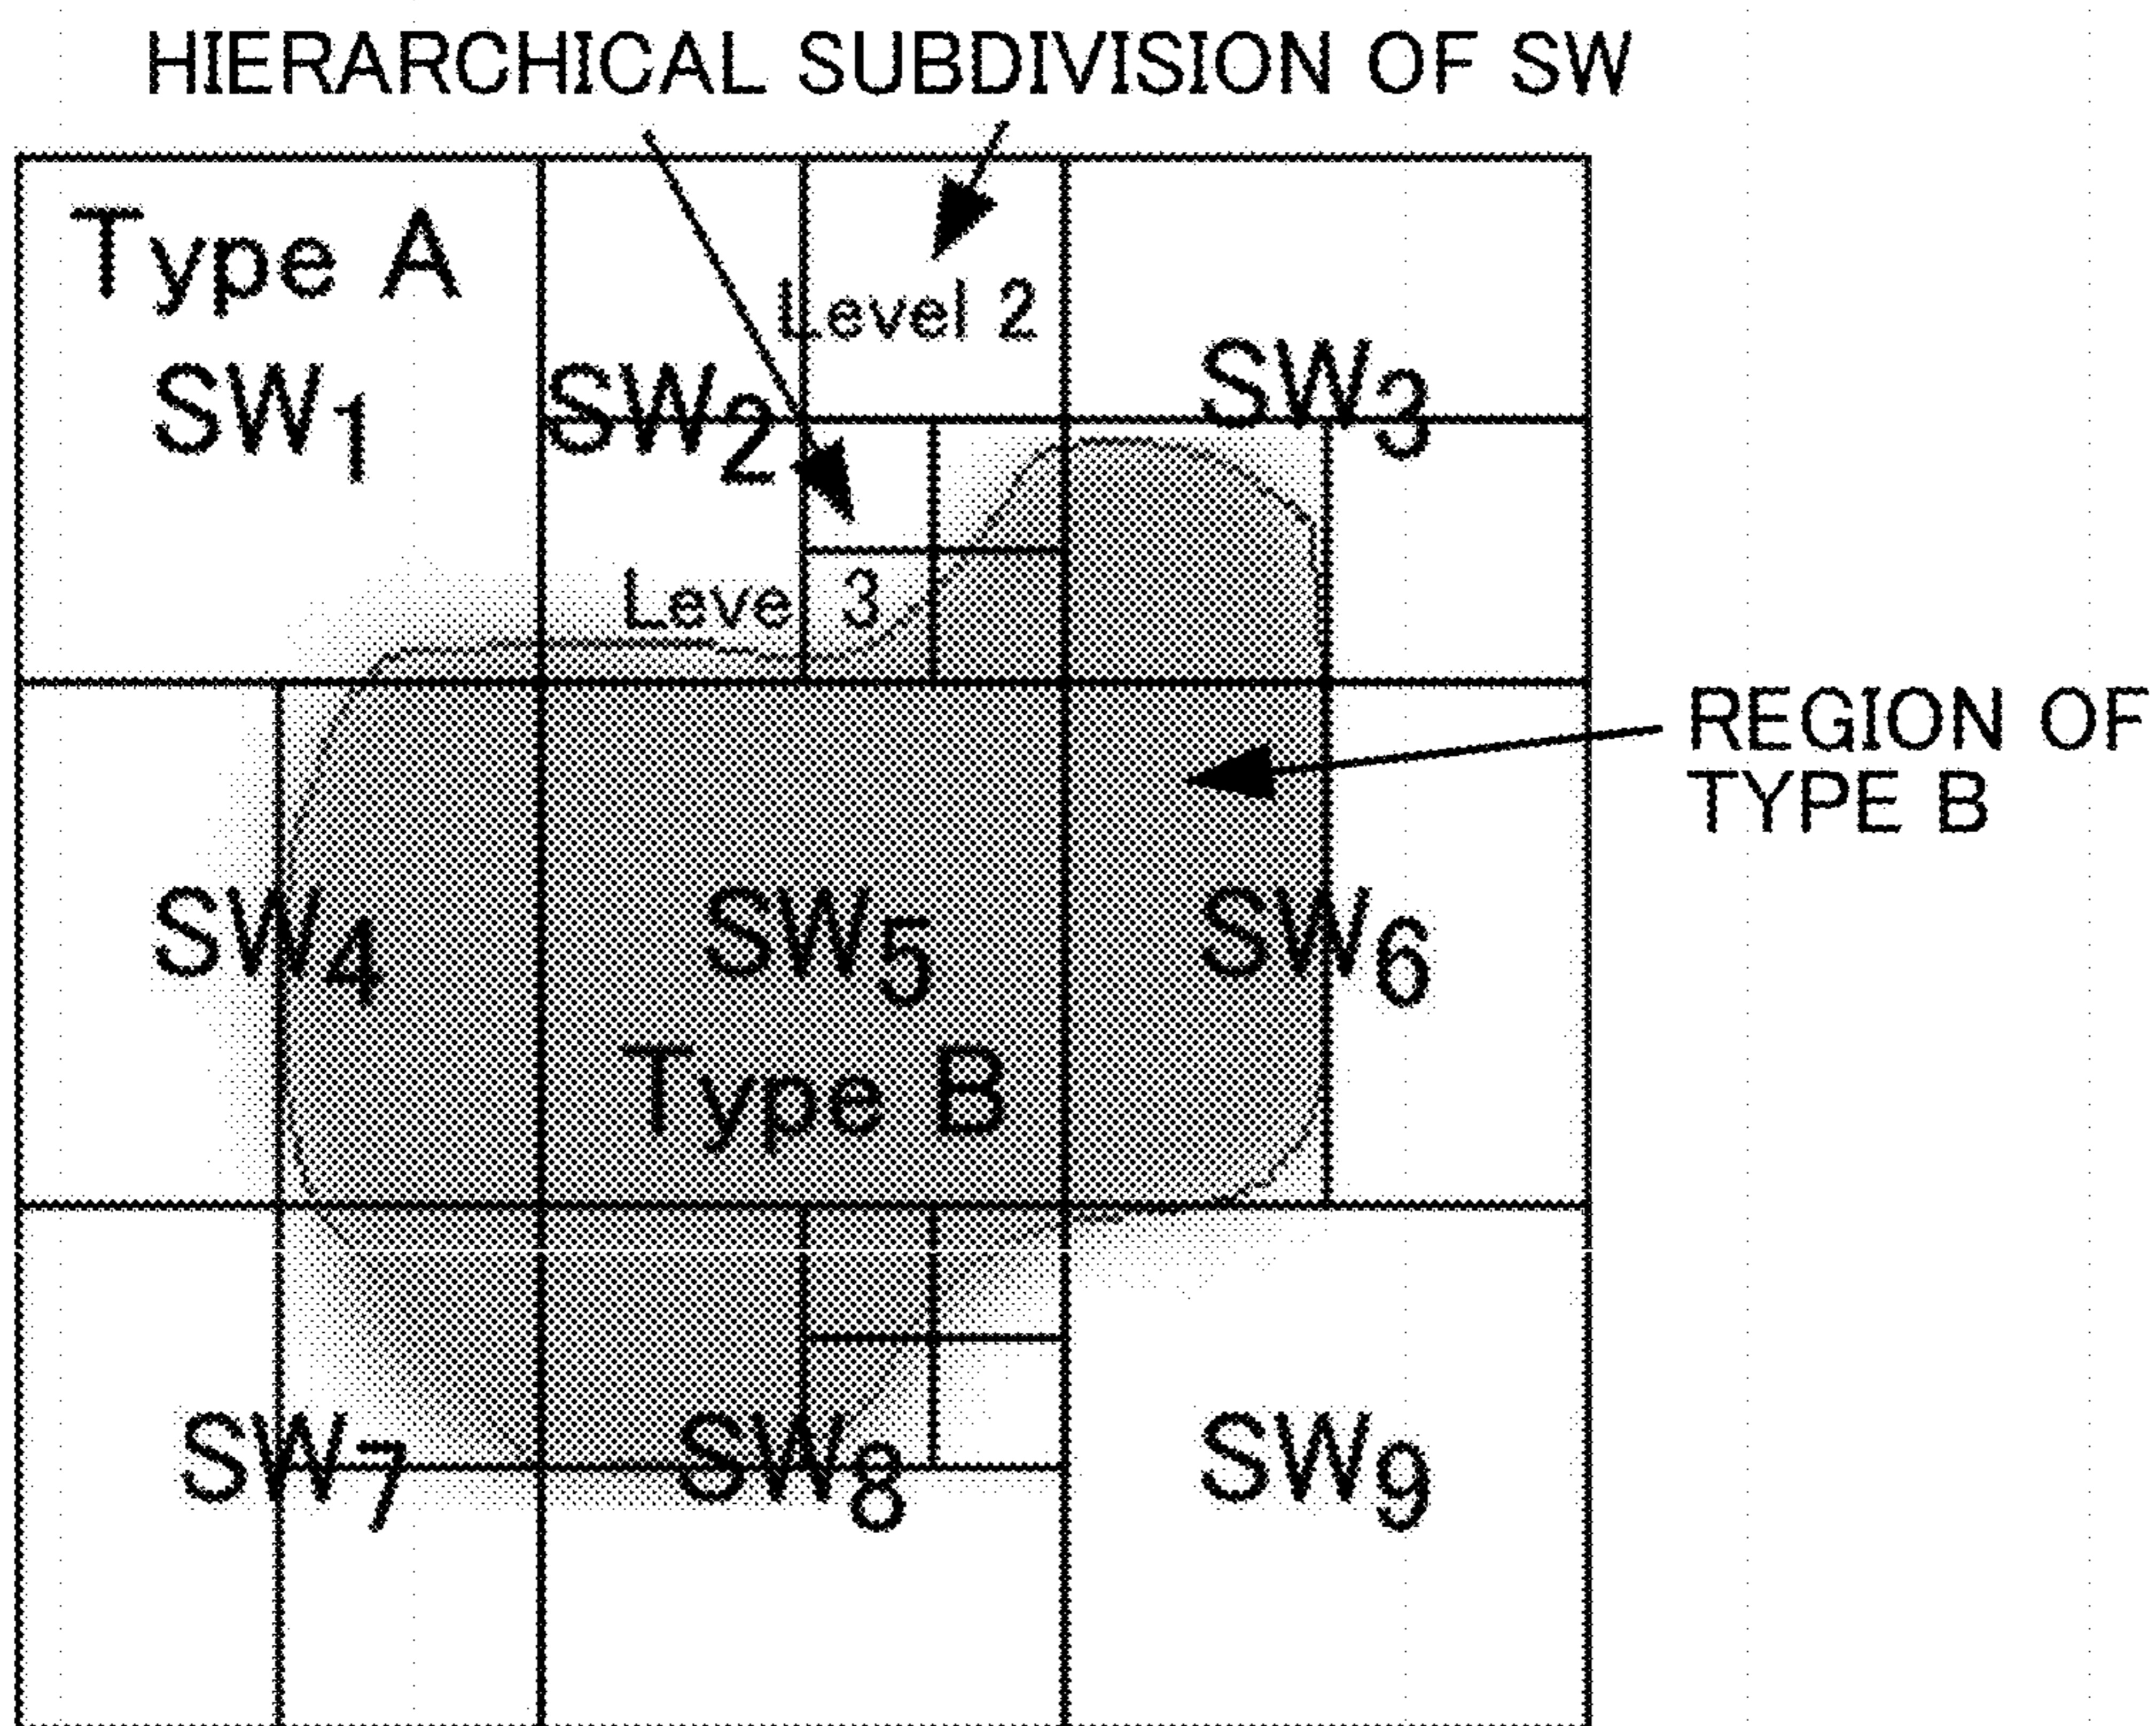 HIERARCHICAL SUBDIVISION OF SW
Type A
Level 2
SW1
SW2
SW3
Leve 3
REGION OF
TYPE B
SW4
SW5
SW6
Type B
SW7
SW8
SW9